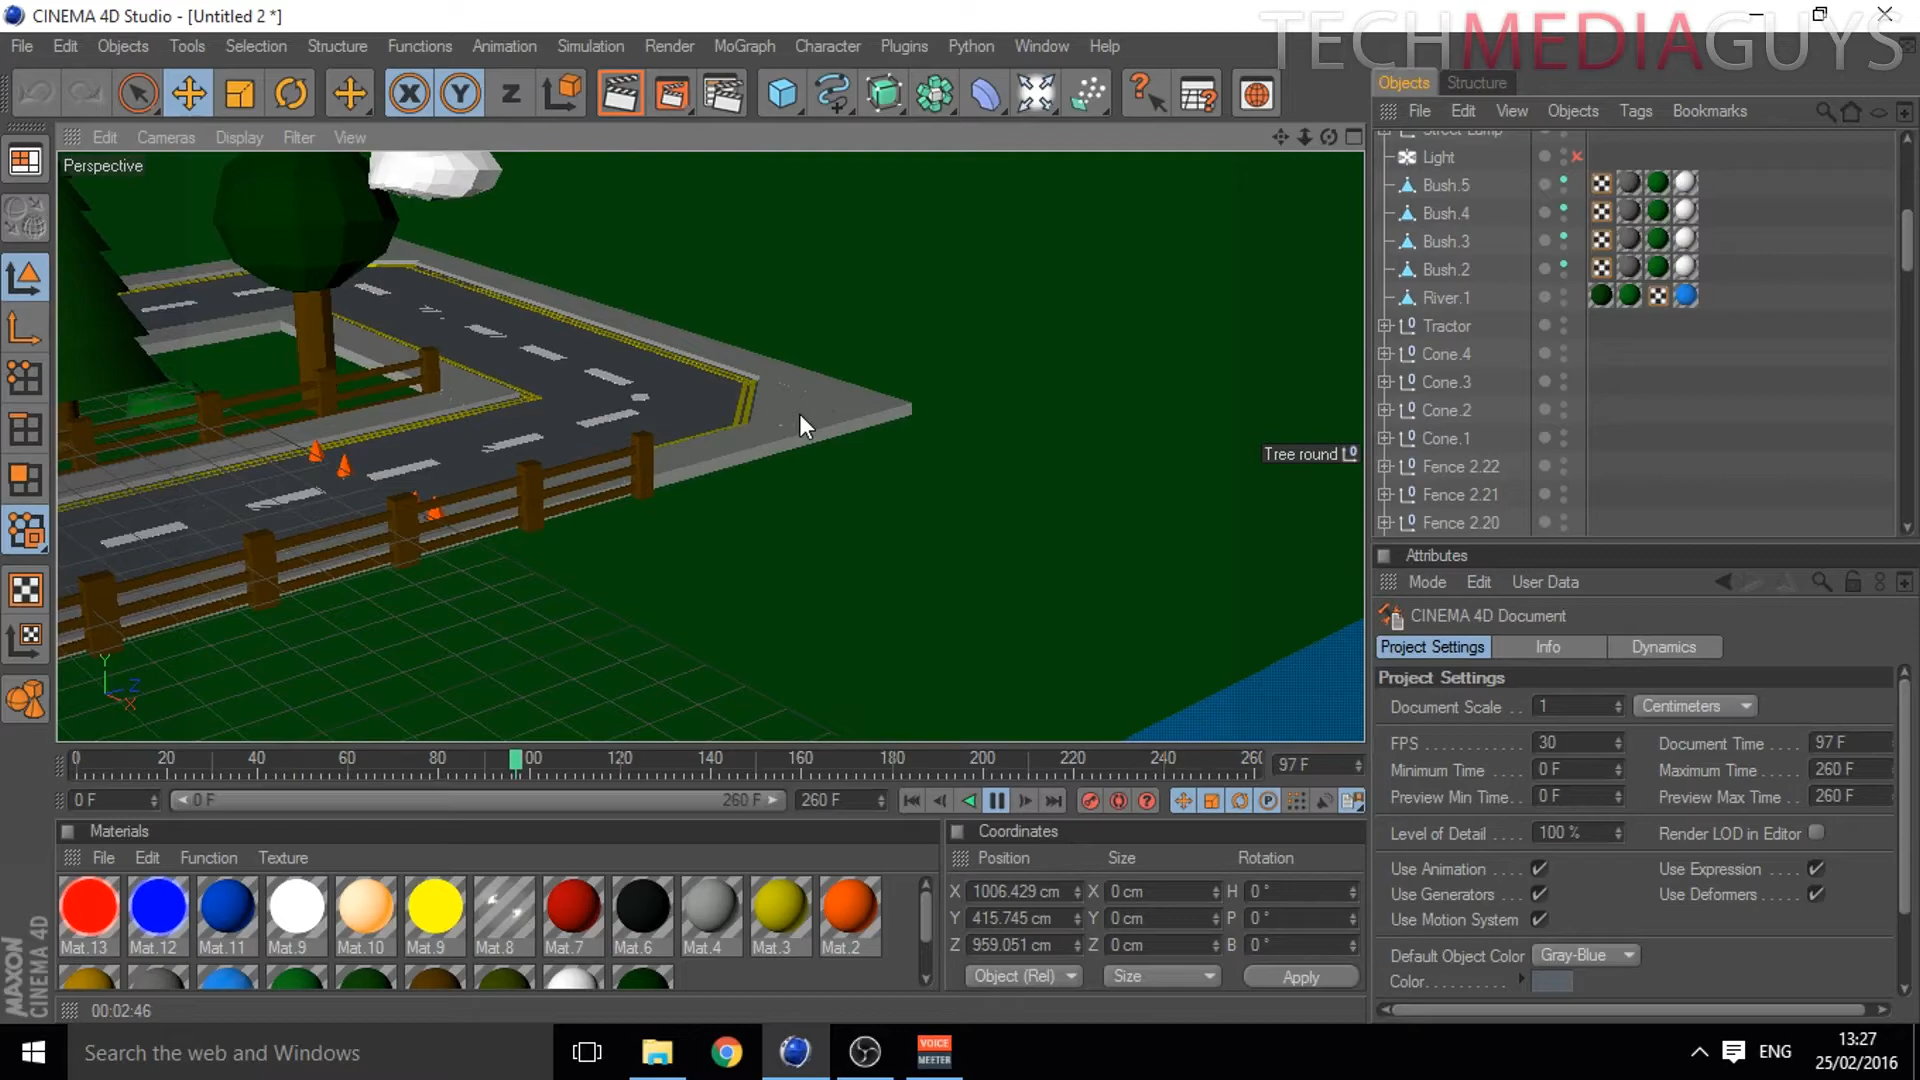 CINEMA 4D Studio - [Untitled 2 *]
TECHMEDIAGUYS
File Edit Objects Tools Selection Structure Functions Animation Simulation Render MoGraph Character Plugins Python Window Help
Objects Structure
X Y Z
File Edit View Objects Tags Bookmarks
Edit Cameras Display Filter View
Perspective
Street Lamp
Light
Bush.5
Bush.4
Bush.3
Bush.2
River.1
Tractor
Cone.4
Cone.3
Cone.2
Cone.1
Fence 2.22
Fence 2.21
Fence 2.20
Tree round
Y
Z
X
Attributes
Mode Edit User Data
CINEMA 4D Document
Project Settings Info Dynamics
Project Settings
Document Scale . . 1 Centimeters
FPS . . . . . . . . . . . . 30 Document Time . . . . 97 F
Minimum Time . . . . 0 F Maximum Time . . . . 260 F
Preview Min Time. . . 0 F Preview Max Time . . . 260 F
Level of Detail . . . . 100 % Render LOD in Editor
Use Animation . . . . Use Expression . . . .
Use Generators . . . Use Deformers . . . . .
Use Motion System
Default Object Color Gray-Blue
Color. . . . . . . . . .
0 20 40 60 80 00 120 140 160 180 200 220 240 260 97 F
0 F 0 F 260 F 260 F
Materials
File Edit Function Texture
Mat.13 Mat.12 Mat.11 Mat.9 Mat.10 Mat.9 Mat.8 Mat.7 Mat.6 Mat.4 Mat.3 Mat.2
Coordinates
Position Size Rotation
X 1006.429 cm X 0 cm H 0 °
Y 415.745 cm Y 0 cm P 0 °
Z 959.051 cm Z 0 cm B 0 °
Object (Rel) Size Apply
MAXON
CINEMA 4D
00:02:46
Search the web and Windows
VOICE
MEETER
ENG
13:27
25/02/2016